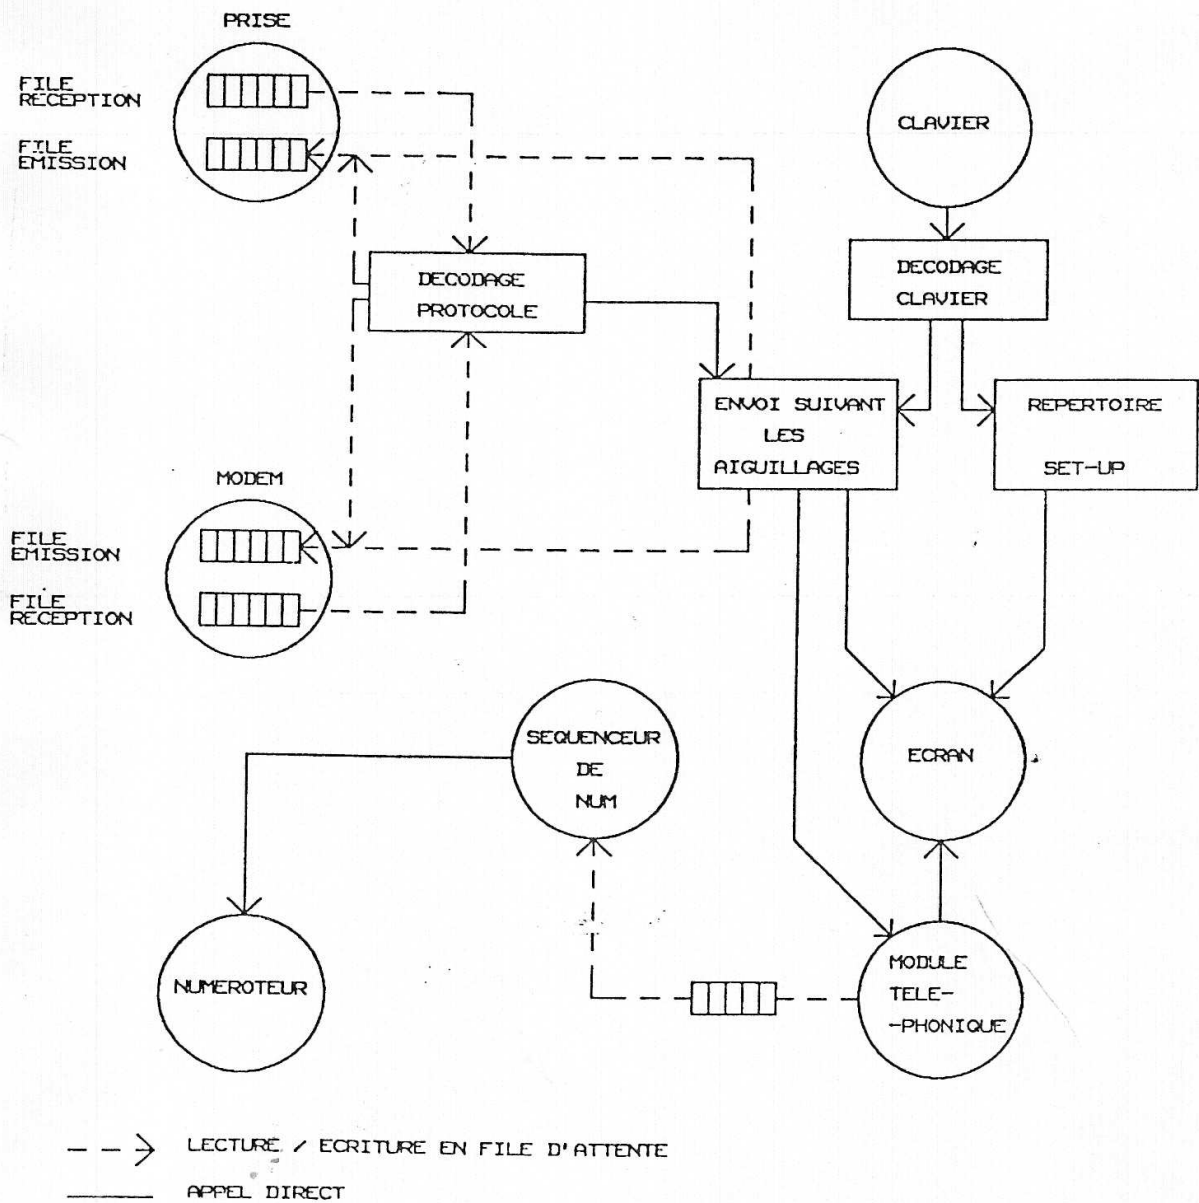 PRISE
FILE
RECEPTION
FILE
EMISSION
CLAVIER
DECODAGE
PROTOCOLE
DECODAGE
CLAVIER
ENVOI SUIVANT
LES
AIGUILLAGES
REPERTOIRE
SET-UP
MODEM
FILE
EMISSION
FILE
RECEPTION
SEQUENCEUR
DE
NUM
ECRAN
NUMEROTEUR
MODULE
TELE-
-PHONIQUE
LECTURE / ECRITURE EN FILE D'ATTENTE
APPEL DIRECT